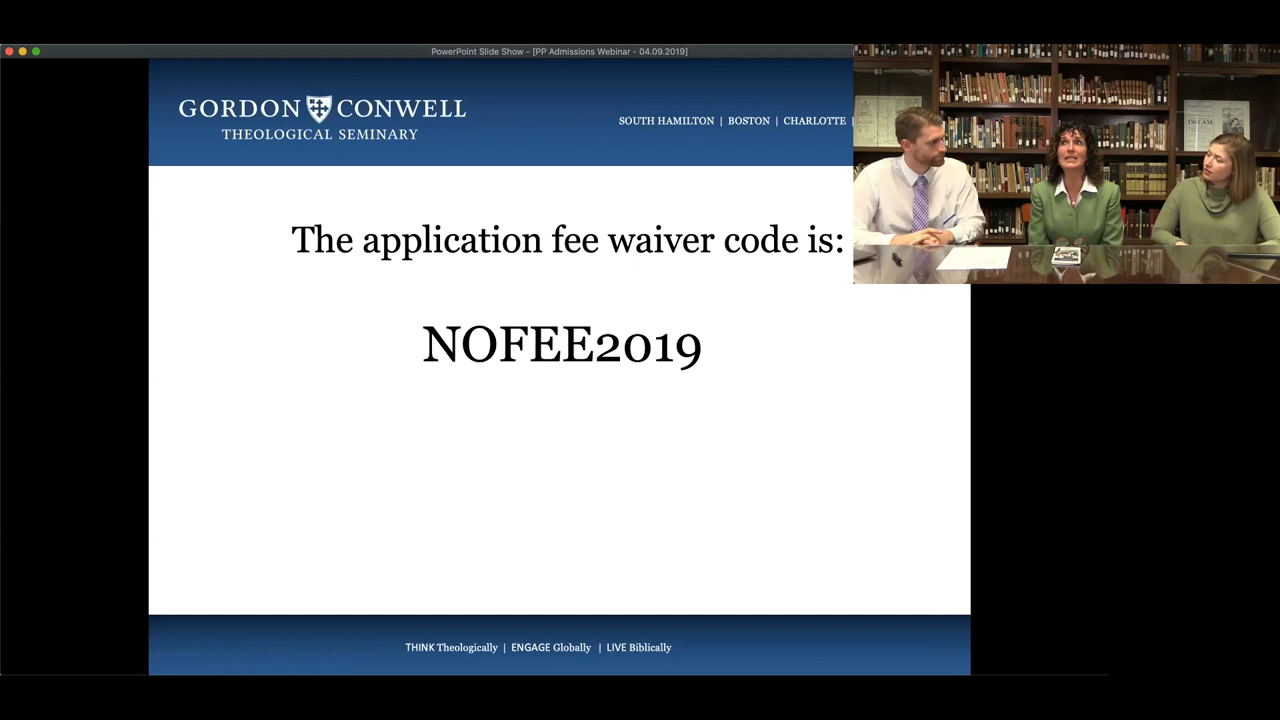 PowerPoint Slide Show - [PP Admissions Webinar - 04.09.2019]
GORDON CONWELL
THEOLOGICAL SEMINARY
SOUTH HAMILTON | BOSTON | CHARLOTTE |
DREAM
The application fee waiver code is:
NOFEE2019
THINK Theologically | ENGAGE Globally | LIVE Biblically